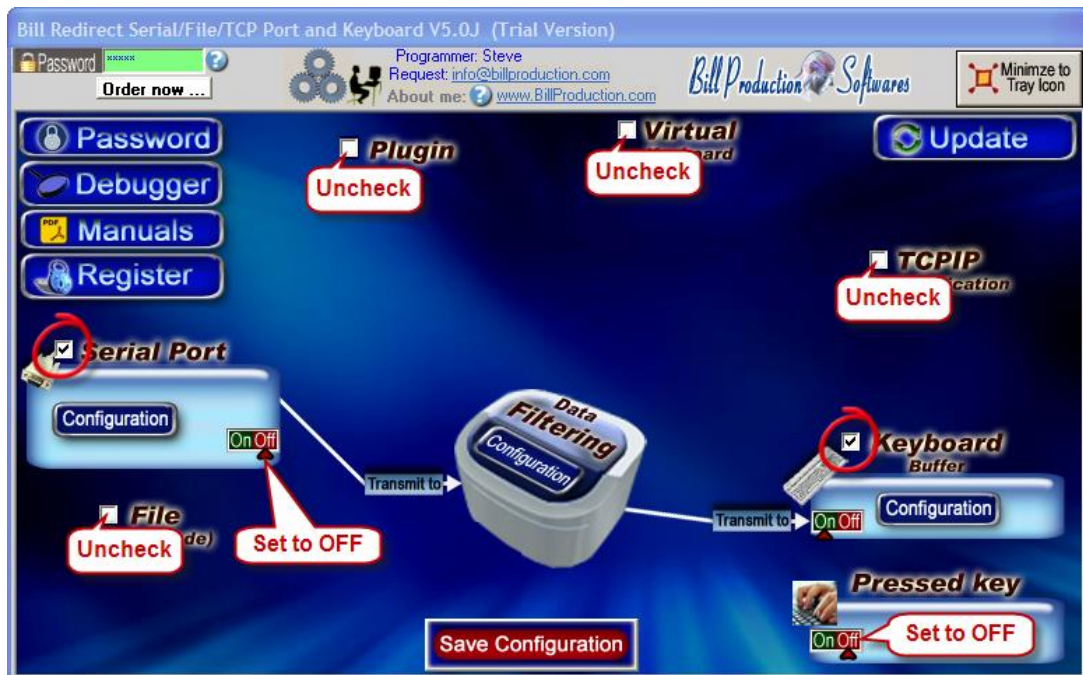 Bill Redirect Serial/File/TCP Port and Keyboard V5.0J (Trial Version)
Password *****
Order now ...
Programmer: Steve
Request: info@billproduction.com
About me: www.BillProduction.com
Bill Production Softwares
Minimze to
Tray Icon
Password
Debugger
PDF
Manuals
Register
Plugin
Uncheck
Virtual
Uncheck
Update
TCPIP
Uncheck
Serial Port
Configuration
On Off
Set to OFF
File
Uncheck
Transmit to
Data
Filtering
Configuration
Transmit to
Keyboard
Buffer
Configuration
On Off
Pressed key
On Off
Set to OFF
Save Configuration